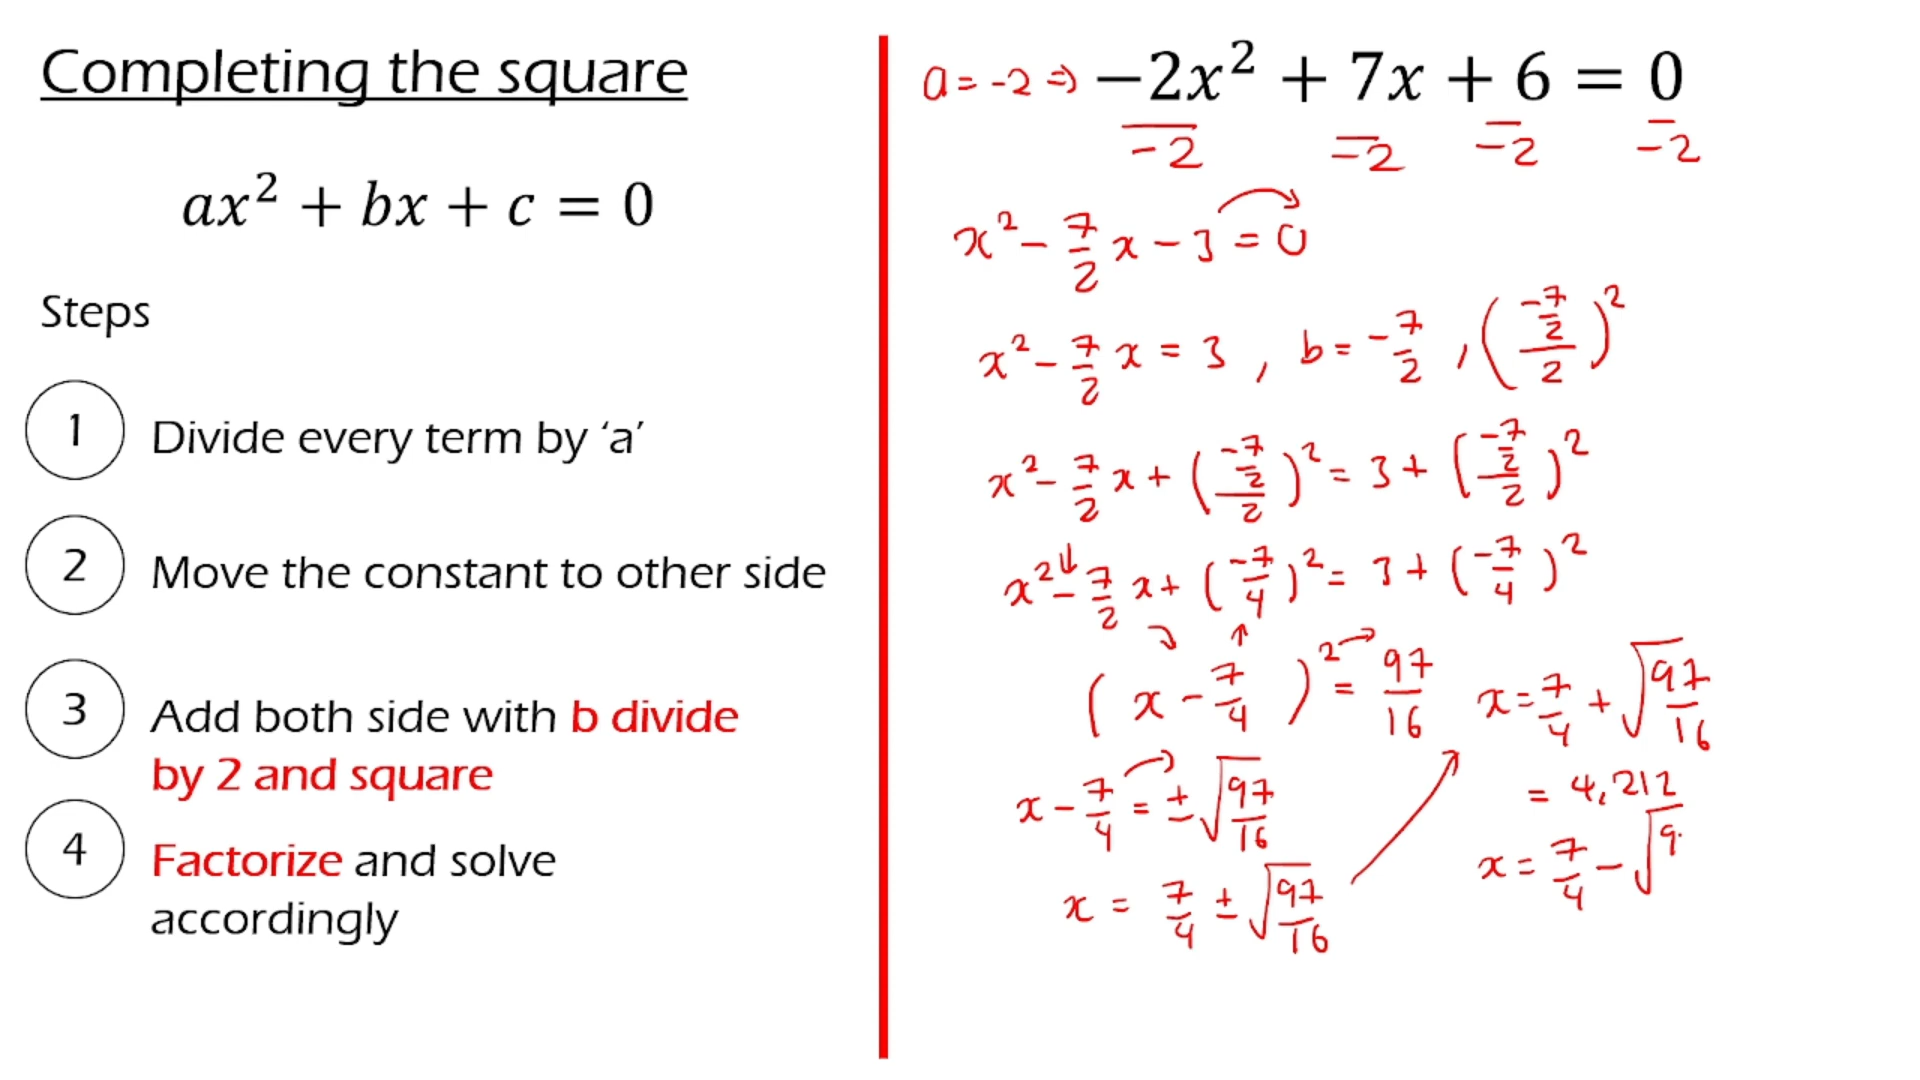 Completing the square
ax² + bx + c = 0
Steps
1 Divide every term by ‘a’
2 Move the constant to other side
3 Add both side with b divide
by 2 and square
4 Factorize and solve
accordingly
a = -2 ⇒ −2x² + 7x + 6 = 0
-2 -2 -2 -2
x² - 7/2 x - 3 = 0
x² - 7/2 x = 3 , b = -7/2 , ((-7/2)/2)²
x² - 7/2 x + ((-7/2)/2)² = 3 + ((-7/2)/2)²
x² - 7/2 x + (-7/4)² = 3 + (-7/4)²
(x - 7/4)² = 97/16
x - 7/4 = ± √(97/16)
x = 7/4 ± √(97/16)
x = 7/4 + √(97/16)
= 4.212
x = 7/4 - √9